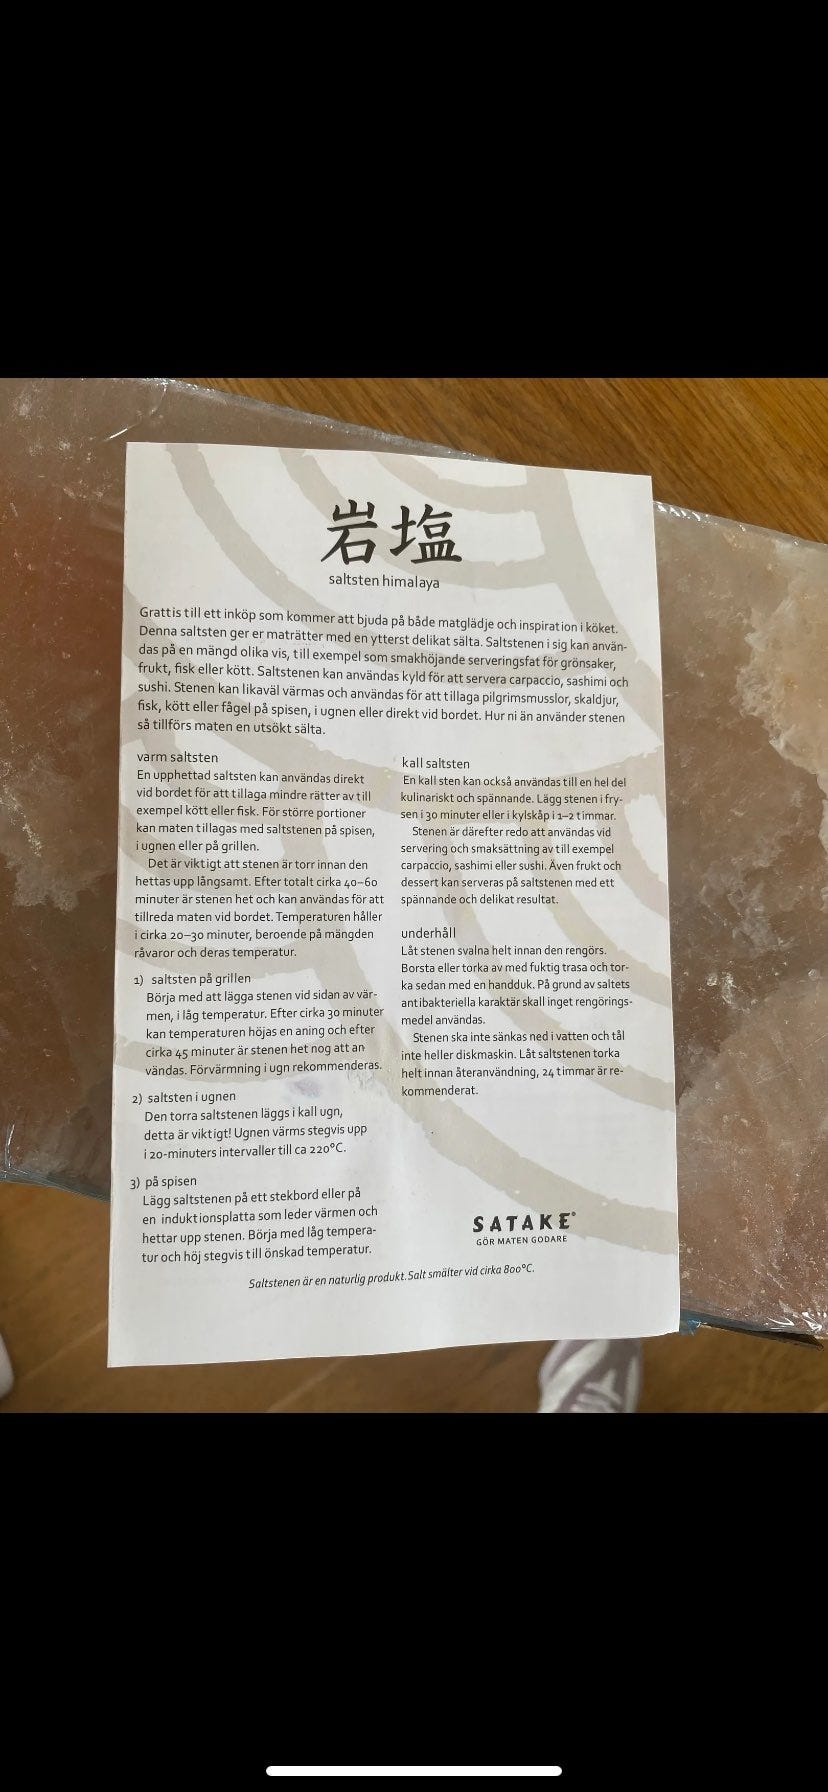 岩塩
saltsten himalaya
Grattis till ett inköp som kommer att bjuda på både matglädje och inspiration i köket.
Denna saltsten ger er maträtter med en ytterst delikat sälta. Saltstenen i sig kan använ-
das på en mängd olika vis, till exempel som smakhöjande serveringsfat för grönsaker,
frukt, fisk eller kött. Saltstenen kan användas kyld för att servera carpaccio, sashimi och
sushi. Stenen kan likaväl värmas och användas för att tillaga pilgrimsmusslor, skaldjur,
fisk, kött eller fågel på spisen, i ugnen eller direkt vid bordet. Hur ni än använder stenen
så tillförs maten en utsökt sälta.
varm saltsten
En upphettad saltsten kan användas direkt
vid bordet för att tillaga mindre rätter av till
exempel kött eller fisk. För större portioner
kan maten tillagas med saltstenen på spisen,
i ugnen eller på grillen.
Det är viktigt att stenen är torr innan den
hettas upp långsamt. Efter totalt cirka 40–60
minuter är stenen het och kan användas för att
tillreda maten vid bordet. Temperaturen håller
i cirka 20–30 minuter, beroende på mängden
råvaror och deras temperatur.
1) saltsten på grillen
Börja med att lägga stenen vid sidan av vär-
men, i låg temperatur. Efter cirka 30 minuter
kan temperaturen höjas en aning och efter
cirka 45 minuter är stenen het nog att an
vändas. Förvärmning i ugn rekommenderas.
2) saltsten i ugnen
Den torra saltstenen läggs i kall ugn,
detta är viktigt! Ugnen värms stegvis upp
i 20-minuters intervaller till ca 220°C.
3) på spisen
Lägg saltstenen på ett stekbord eller på
en induktionsplatta som leder värmen och
hettar upp stenen. Börja med låg tempera-
tur och höj stegvis till önskad temperatur.
kall saltsten
En kall sten kan också användas till en hel del
kulinariskt och spännande. Lägg stenen i fry-
sen i 30 minuter eller i kylskåp i 1–2 timmar.
Stenen är därefter redo att användas vid
servering och smaksättning av till exempel
carpaccio, sashimi eller sushi. Även frukt och
dessert kan serveras på saltstenen med ett
spännande och delikat resultat.
underhåll
Låt stenen svalna helt innan den rengörs.
Borsta eller torka av med fuktig trasa och tor-
ka sedan med en handduk. På grund av saltets
antibakteriella karaktär skall inget rengörings-
medel användas.
Stenen ska inte sänkas ned i vatten och tål
inte heller diskmaskin. Låt saltstenen torka
helt innan återanvändning, 24 timmar är re-
kommenderat.
SATAKE®
GÖR MATEN GODARE
Saltstenen är en naturlig produkt. Salt smälter vid cirka 800°C.